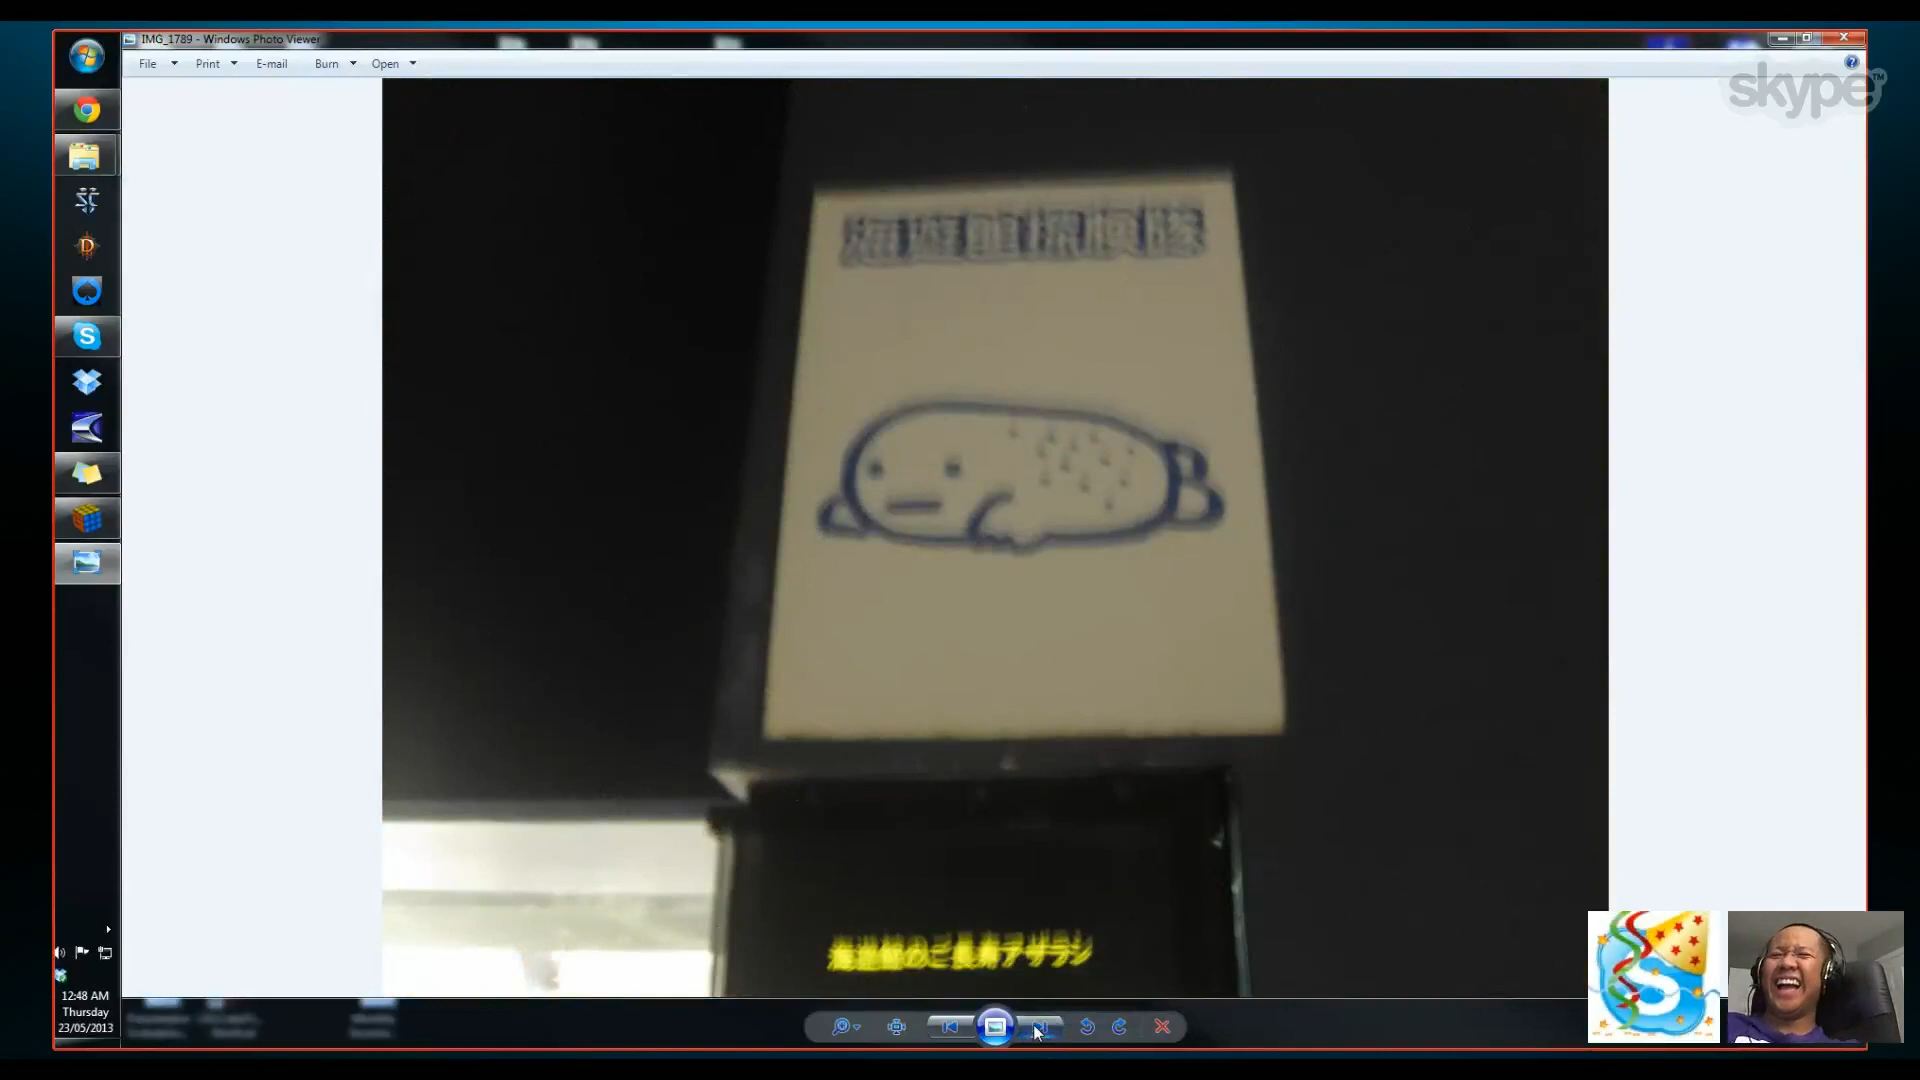 IMG_1789 - Windows Photo Viewer
File Print E-mail Burn Open
skype™
海遊館探検隊
海遊館のご長寿アザラシ
12:48 AM
Thursday
23/05/2013